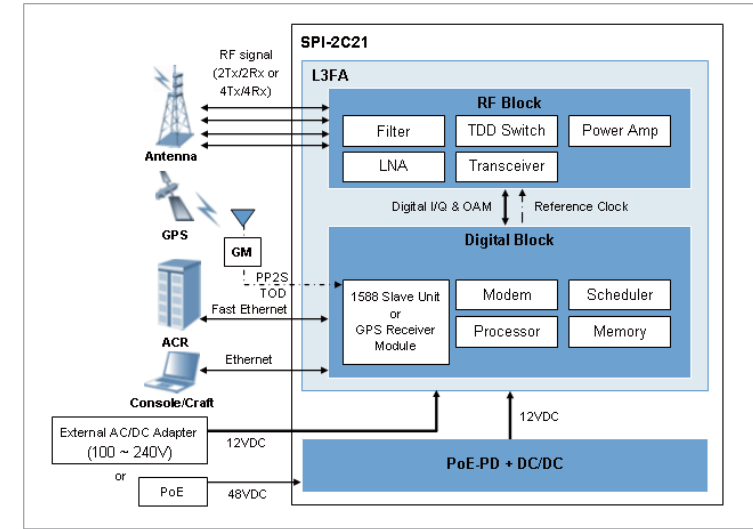 SPI-2C21
RF signal
(2Tx/2Rx or
4Tx/4Rx)
L3FA
RF Block
Filter
TDD Switch
Power Amp
LNA
Transceiver
Antenna
Digital I/Q & OAM
Reference Clock
GPS
GM
Digital Block
PP2S
TOD
1588 Slave Unit
or
GPS Receiver
Module
Modem
Scheduler
Processor
Memory
Fast Ethernet
ACR
Ethernet
Console/Craft
External AC/DC Adapter
(100 ~ 240V)
12VDC
12VDC
or
PoE
48VDC
PoE-PD + DC/DC